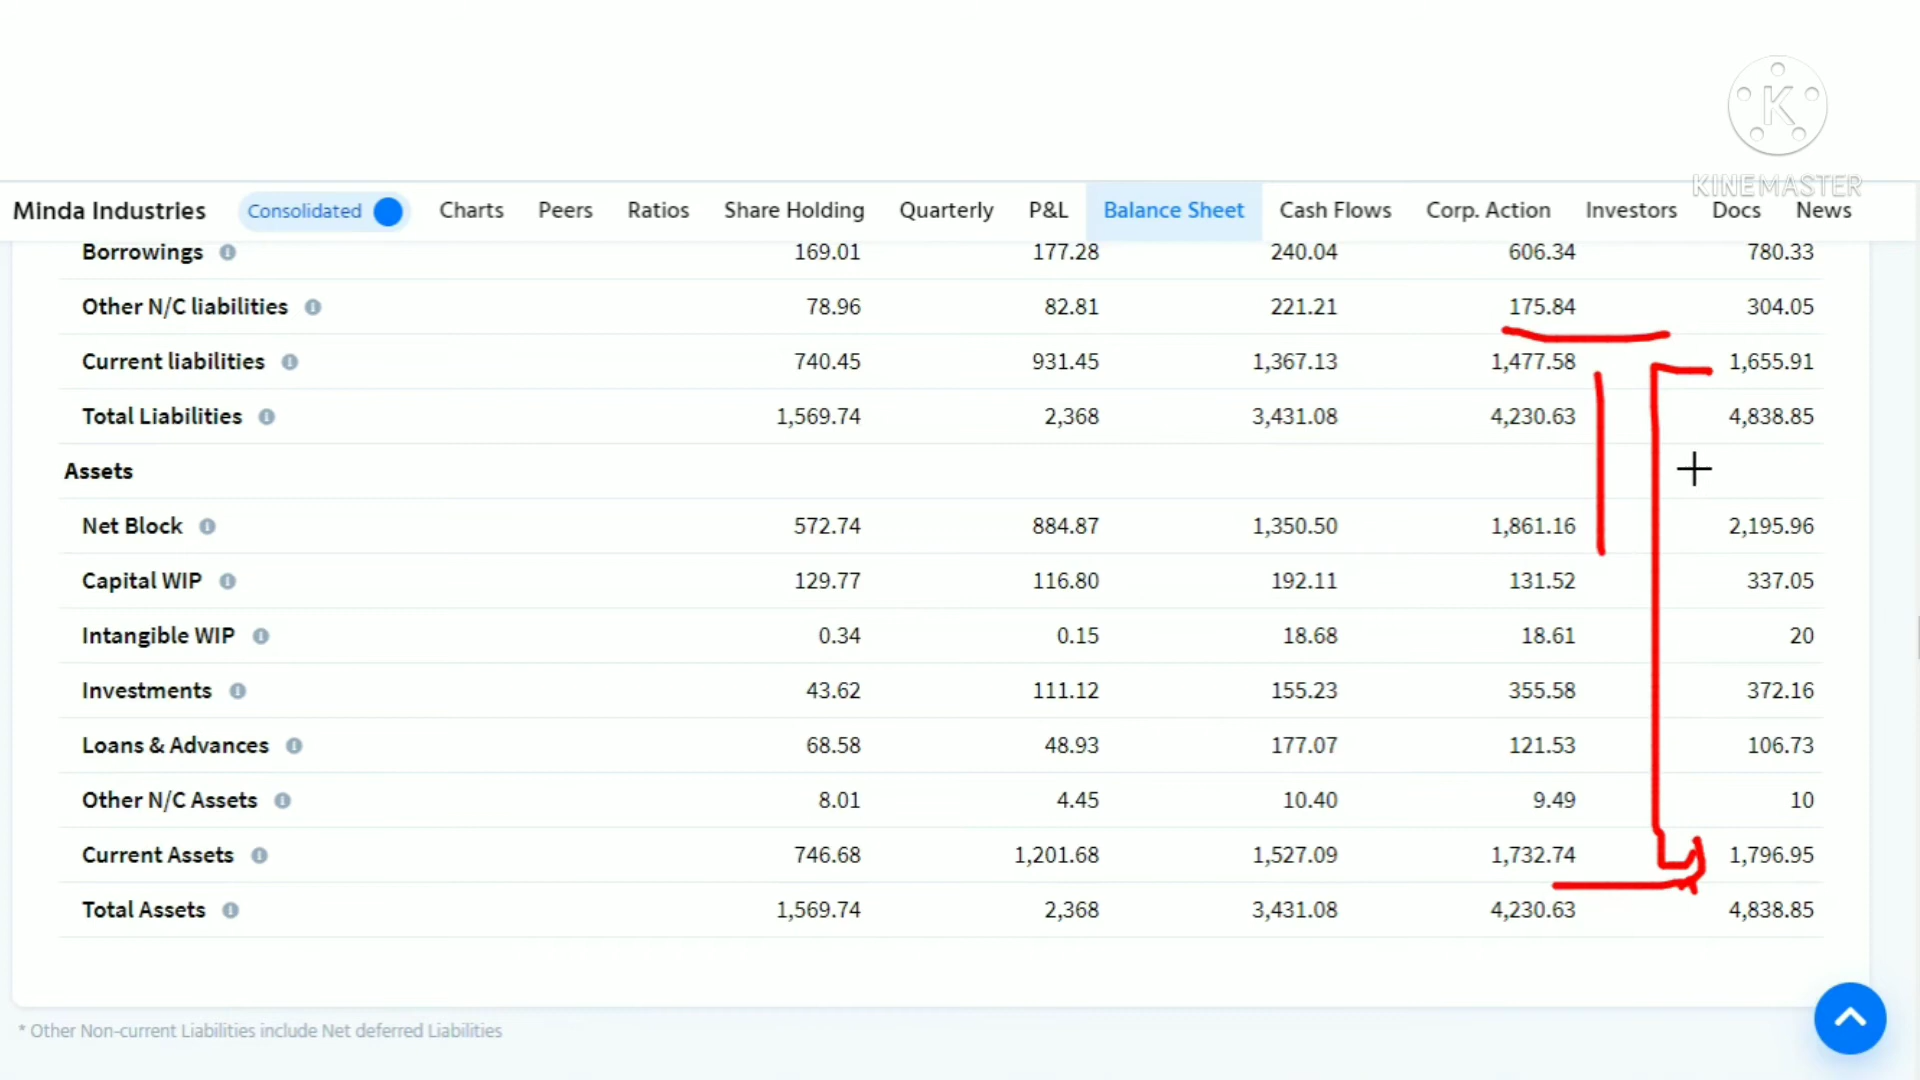 K
KINEMASTER
Minda Industries Consolidated Charts Peers Ratios Share Holding Quarterly P&L Balance Sheet Cash Flows Corp. Action Investors Docs News
Borrowings 169.01 177.28 240.04 606.34 780.33
Other N/C liabilities 78.96 82.81 221.21 175.84 304.05
Current liabilities 740.45 931.45 1,367.13 1,477.58 1,655.91
Total Liabilities 1,569.74 2,368 3,431.08 4,230.63 4,838.85
Assets
Net Block 572.74 884.87 1,350.50 1,861.16 2,195.96
Capital WIP 129.77 116.80 192.11 131.52 337.05
Intangible WIP 0.34 0.15 18.68 18.61 20
Investments 43.62 111.12 155.23 355.58 372.16
Loans & Advances 68.58 48.93 177.07 121.53 106.73
Other N/C Assets 8.01 4.45 10.40 9.49 10
Current Assets 746.68 1,201.68 1,527.09 1,732.74 1,796.95
Total Assets 1,569.74 2,368 3,431.08 4,230.63 4,838.85
* Other Non-current Liabilities include Net deferred Liabilities